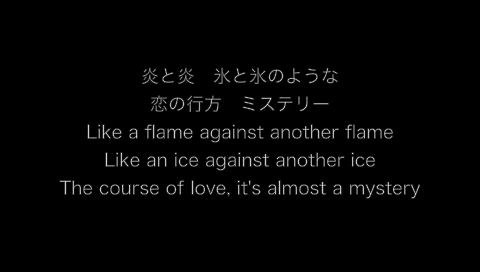 炎と炎　氷と氷のような
恋の行方　ミステリー
Like a flame against another flame
Like an ice against another ice
The course of love, it's almost a mystery